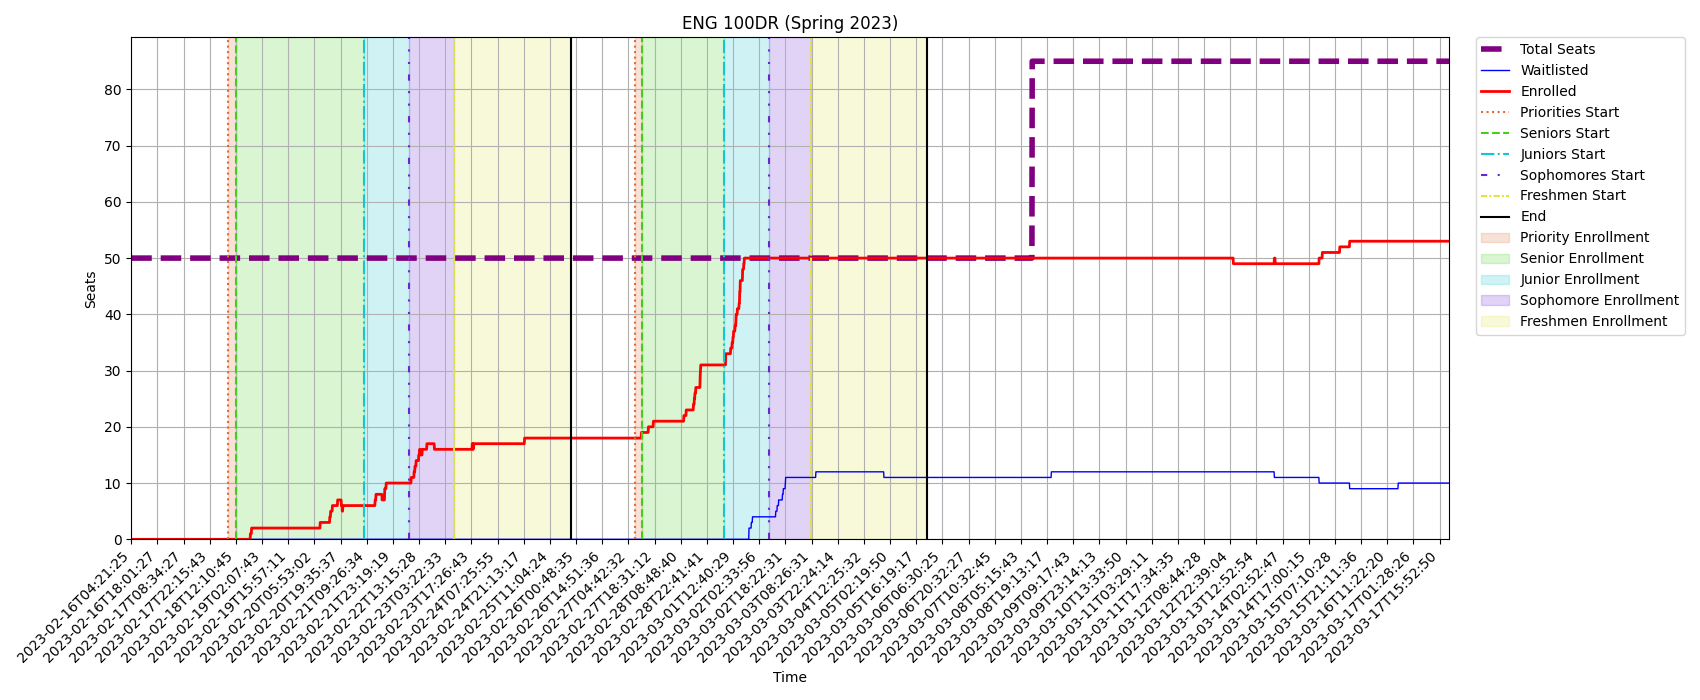 ENG 100DR (Spring 2023)
Seats
80
70
60
50
40
30
20
10
0
2023-02-16T04:21:25
2023-02-16T18:01:27
2023-02-17T08:34:27
2023-02-17T22:15:43
2023-02-18T12:10:45
2023-02-19T02:07:43
2023-02-19T15:57:11
2023-02-20T05:53:02
2023-02-20T19:35:37
2023-02-21T09:26:34
2023-02-21T23:19:19
2023-02-22T13:15:28
2023-02-23T03:22:33
2023-02-23T17:26:43
2023-02-24T07:25:55
2023-02-24T21:13:17
2023-02-25T11:04:24
2023-02-26T00:48:35
2023-02-26T14:51:36
2023-02-27T04:42:32
2023-02-27T18:31:12
2023-02-28T08:48:40
2023-02-28T22:41:41
2023-03-01T12:40:29
2023-03-02T02:33:56
2023-03-02T18:22:31
2023-03-03T08:26:31
2023-03-03T22:24:14
2023-03-04T12:25:32
2023-03-05T02:19:50
2023-03-05T16:19:17
2023-03-06T06:30:25
2023-03-06T20:32:27
2023-03-07T10:32:45
2023-03-08T05:15:43
2023-03-08T19:13:17
2023-03-09T09:17:43
2023-03-09T23:14:13
2023-03-10T13:33:50
2023-03-11T03:29:11
2023-03-11T17:34:35
2023-03-12T08:44:28
2023-03-12T22:39:04
2023-03-13T12:52:54
2023-03-14T02:52:47
2023-03-14T17:00:15
2023-03-15T07:10:28
2023-03-15T21:11:36
2023-03-16T11:22:20
2023-03-17T01:28:26
2023-03-17T15:52:50
Time
Total Seats
Waitlisted
Enrolled
Priorities Start
Seniors Start
Juniors Start
Sophomores Start
Freshmen Start
End
Priority Enrollment
Senior Enrollment
Junior Enrollment
Sophomore Enrollment
Freshmen Enrollment